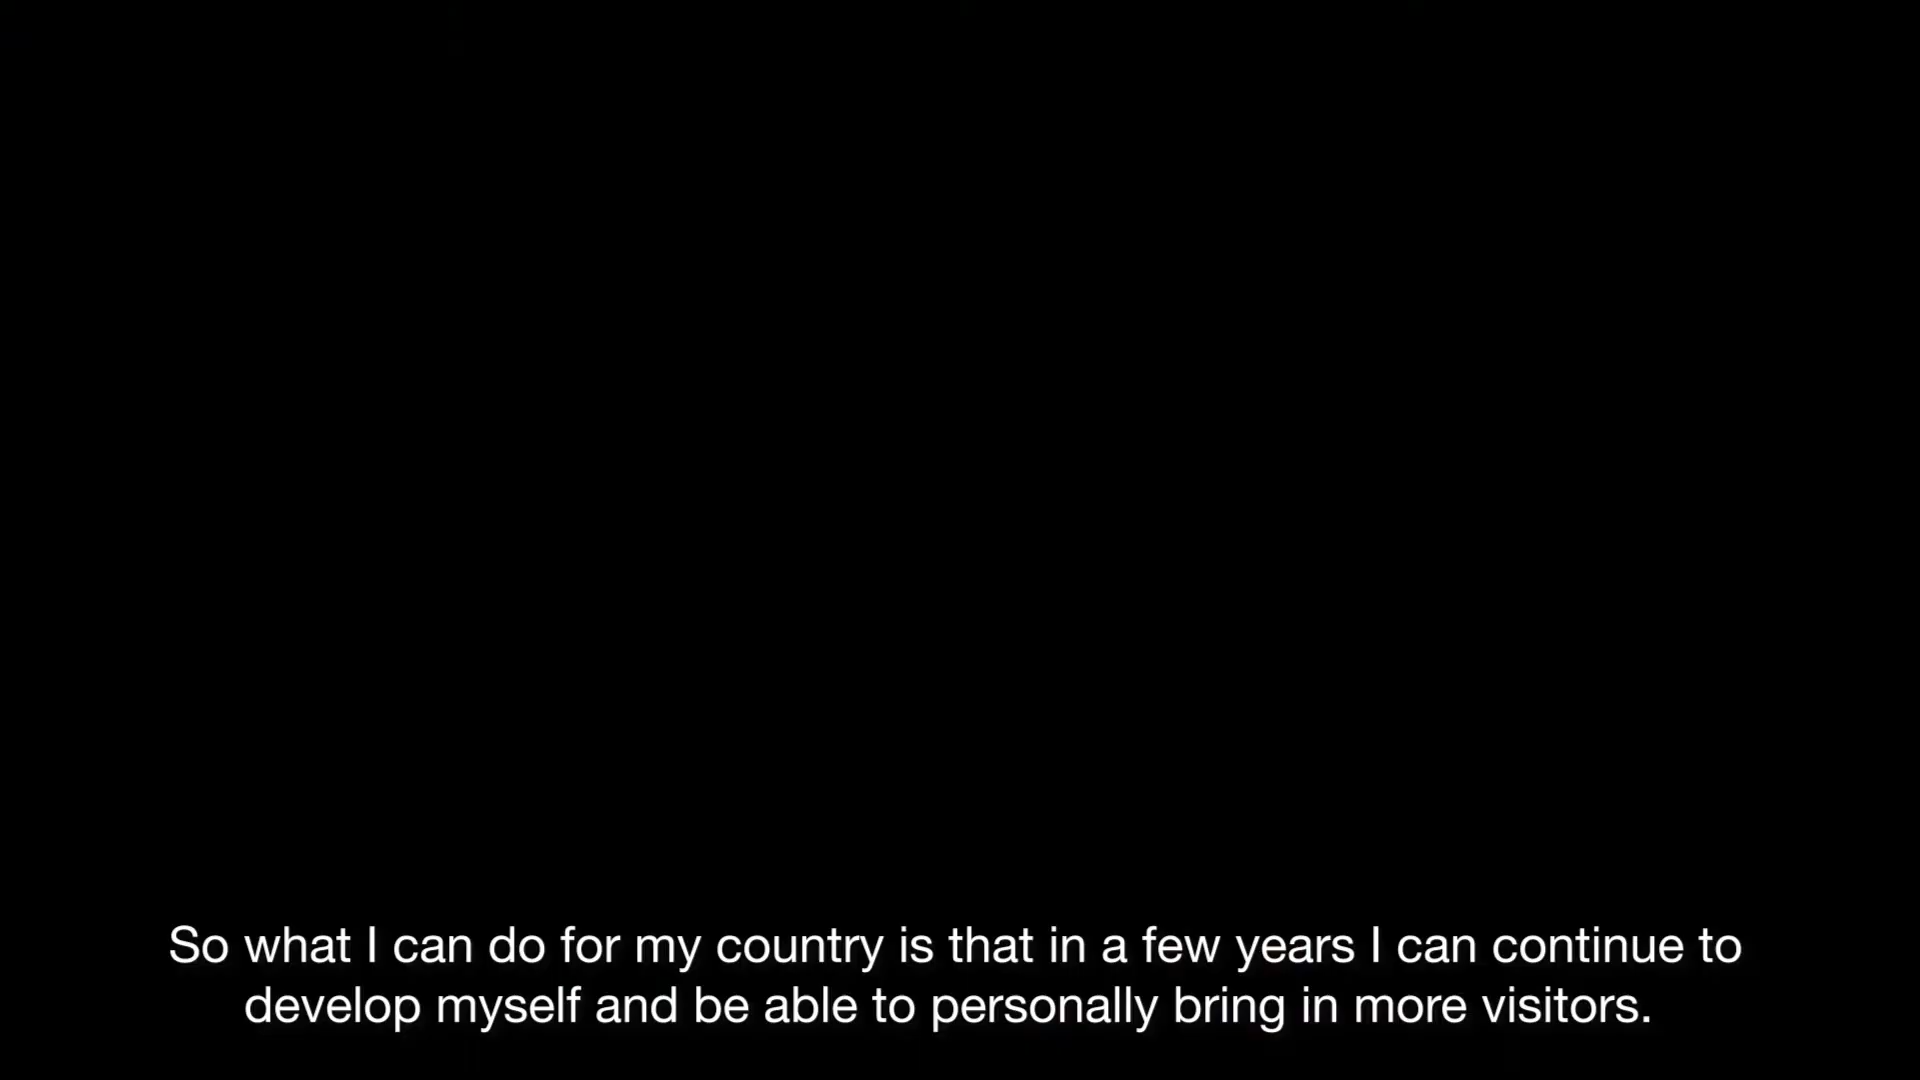 So what I can do for my country is that in a few years I can continue to
develop myself and be able to personally bring in more visitors.